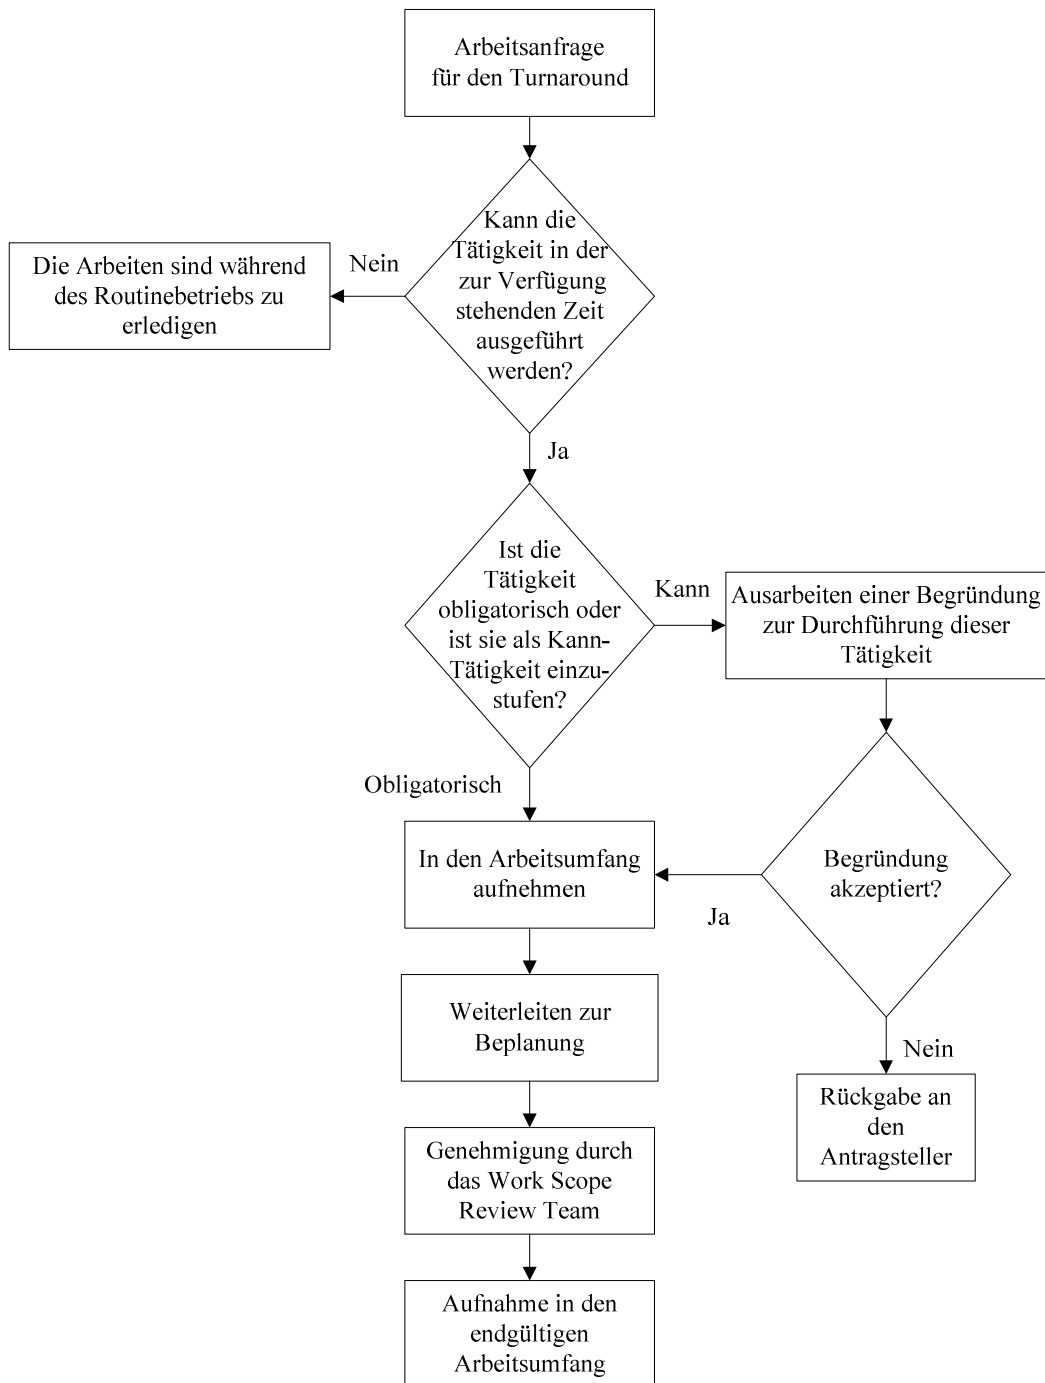 Arbeitsanfrage
für den Turnaround
Kann die
Tätigkeit in der
zur Verfügung
stehenden Zeit
ausgeführt
werden?
Nein
Die Arbeiten sind während
des Routinebetriebs zu
erledigen
Ja
Ist die
Tätigkeit
obligatorisch oder
ist sie als Kann-
Tätigkeit einzu-
stufen?
Kann
Ausarbeiten einer Begründung
zur Durchführung dieser
Tätigkeit
Obligatorisch
In den Arbeitsumfang
aufnehmen
Begründung
akzeptiert?
Ja
Weiterleiten zur
Beplanung
Nein
Rückgabe an
den
Antragsteller
Genehmigung durch
das Work Scope
Review Team
Aufnahme in den
endgültigen
Arbeitsumfang